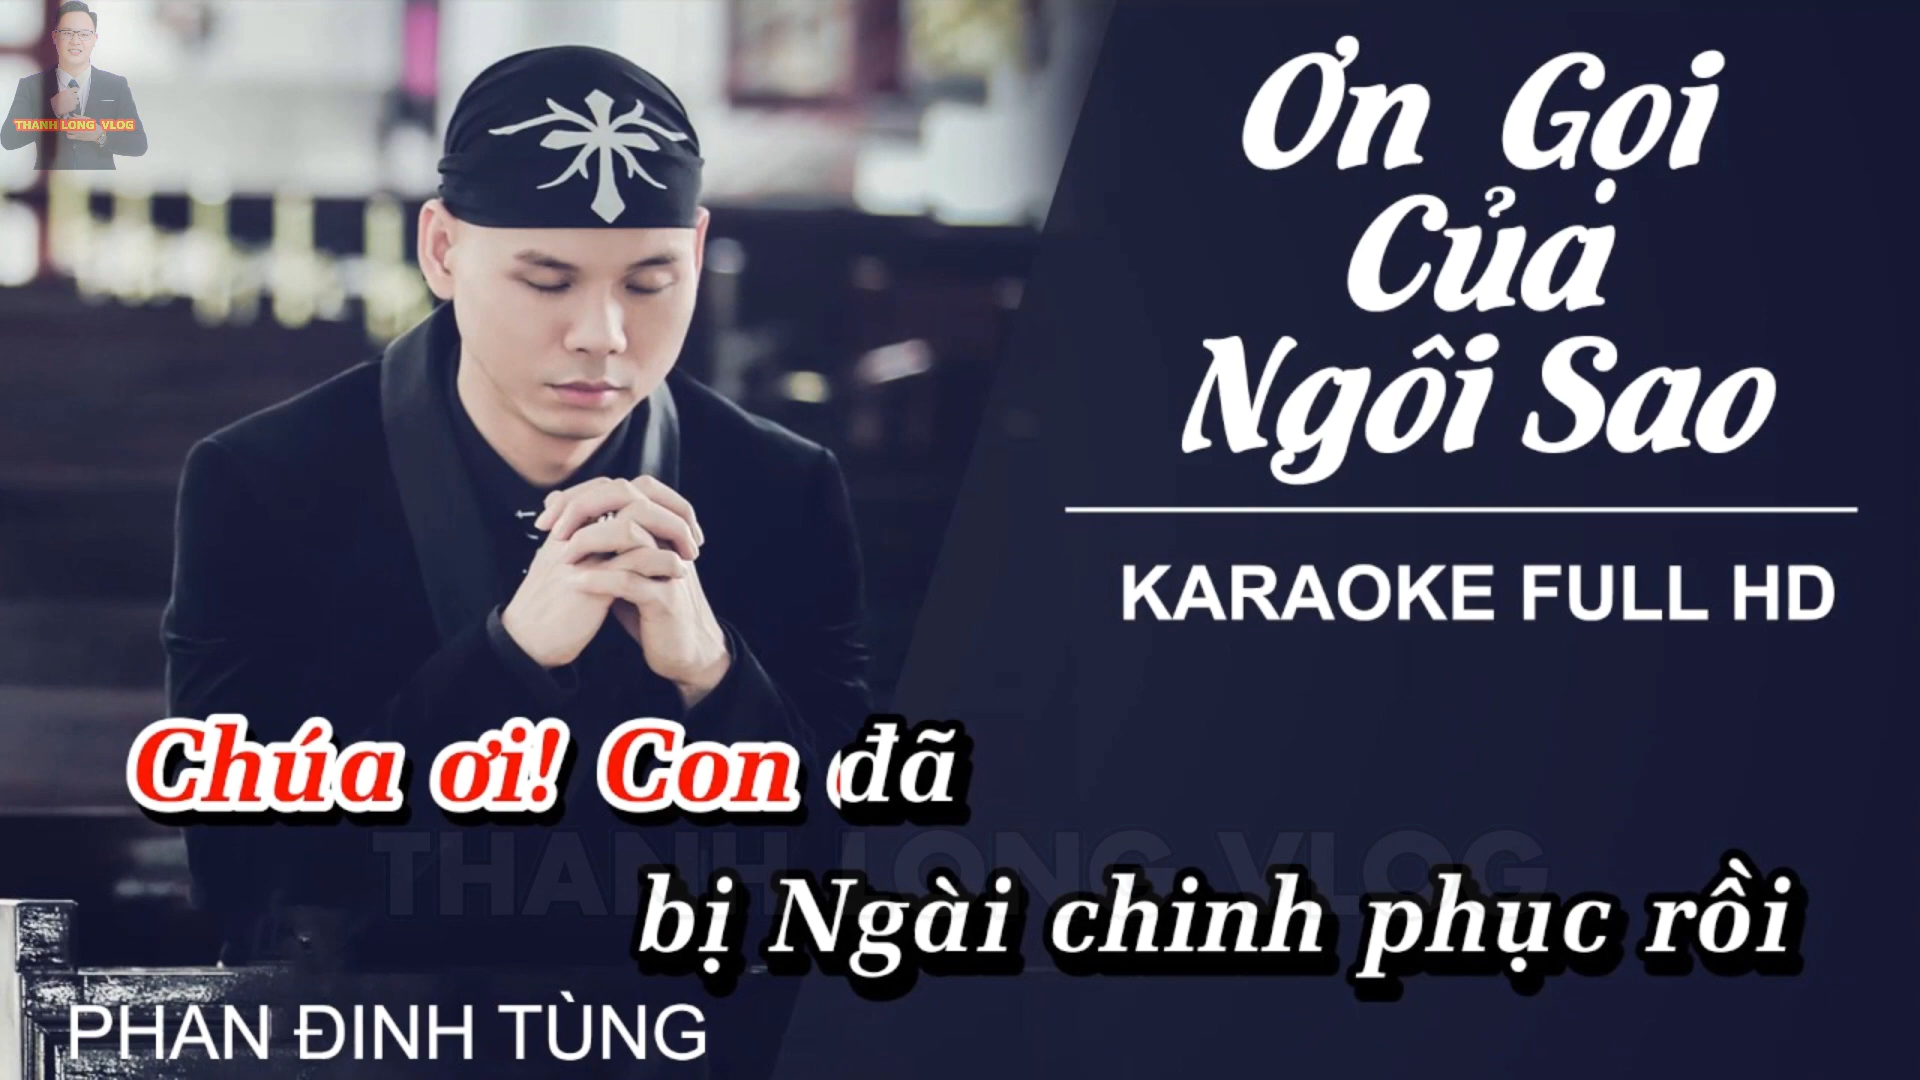 THANH LONG VLOG
Ơn Gọi
Của
Ngôi Sao
KARAOKE FULL HD
Chúa ơi! Con đã
THANH LONG VLOG
bị Ngài chinh phục rồi
PHAN ĐINH TÙNG